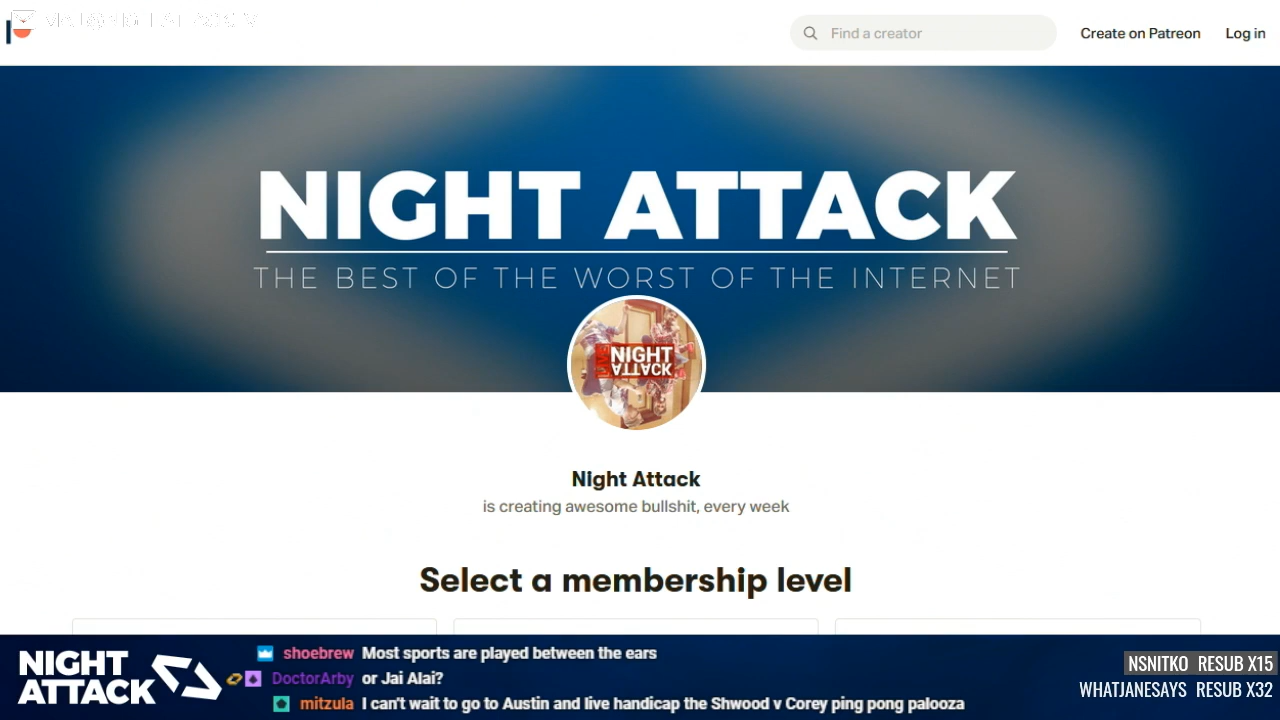 Find a creator
Create on Patreon
Log in
NIGHT ATTACK
THE BEST OF THE WORST OF THE INTERNET
NIGHT
ATTACK
Night Attack
is creating awesome bullshit, every week
Select a membership level
NIGHT
ATTACK
shoebrew Most sports are played between the ears
DoctorArby or Jai Alai?
mitzula I can't wait to go to Austin and live handicap the Shwood v Corey ping pong palooza
NSNITKO RESUB X15
WHATJANESAYS RESUB X32